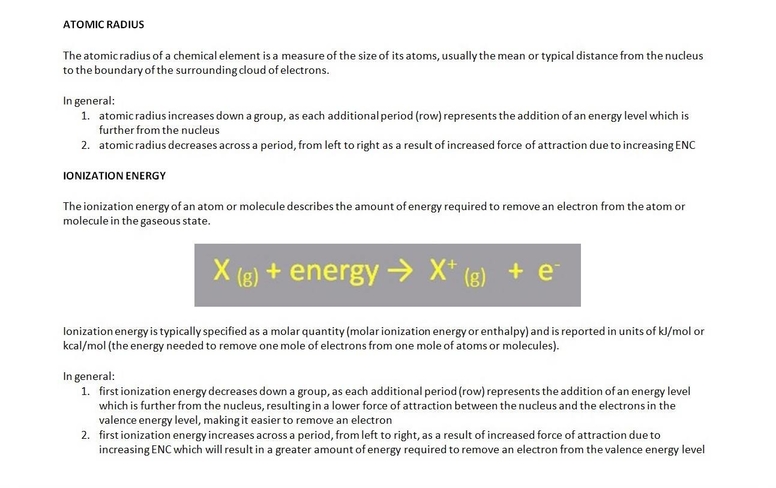 ATOMIC RADIUS
The atomic radius of a chemical element is a measure of the size of its atoms, usually the mean or typical distance from the nucleus
to the boundary of the surrounding cloud of electrons.
In general:
1. atomic radius increases down a group, as each additional period (row) represents the addition of an energy level which is
further from the nucleus
2. atomic radius decreases across a period, from left to right as a result of increased force of attraction due to increasing ENC
IONIZATION ENERGY
The ionization energy of an atom or molecule describes the amount of energy required to remove an electron from the atom or
molecule in the gaseous state.
X (g) + energy → X⁺ (g) + e⁻
Ionization energy is typically specified as a molar quantity (molar ionization energy or enthalpy) and is reported in units of kJ/mol or
kcal/mol (the energy needed to remove one mole of electrons from one mole of atoms or molecules).
In general:
1. first ionization energy decreases down a group, as each additional period (row) represents the addition of an energy level
which is further from the nucleus, resulting in a lower force of attraction between the nucleus and the electrons in the
valence energy level, making it easier to remove an electron
2. first ionization energy increases across a period, from left to right, as a result of increased force of attraction due to
increasing ENC which will result in a greater amount of energy required to remove an electron from the valence energy level